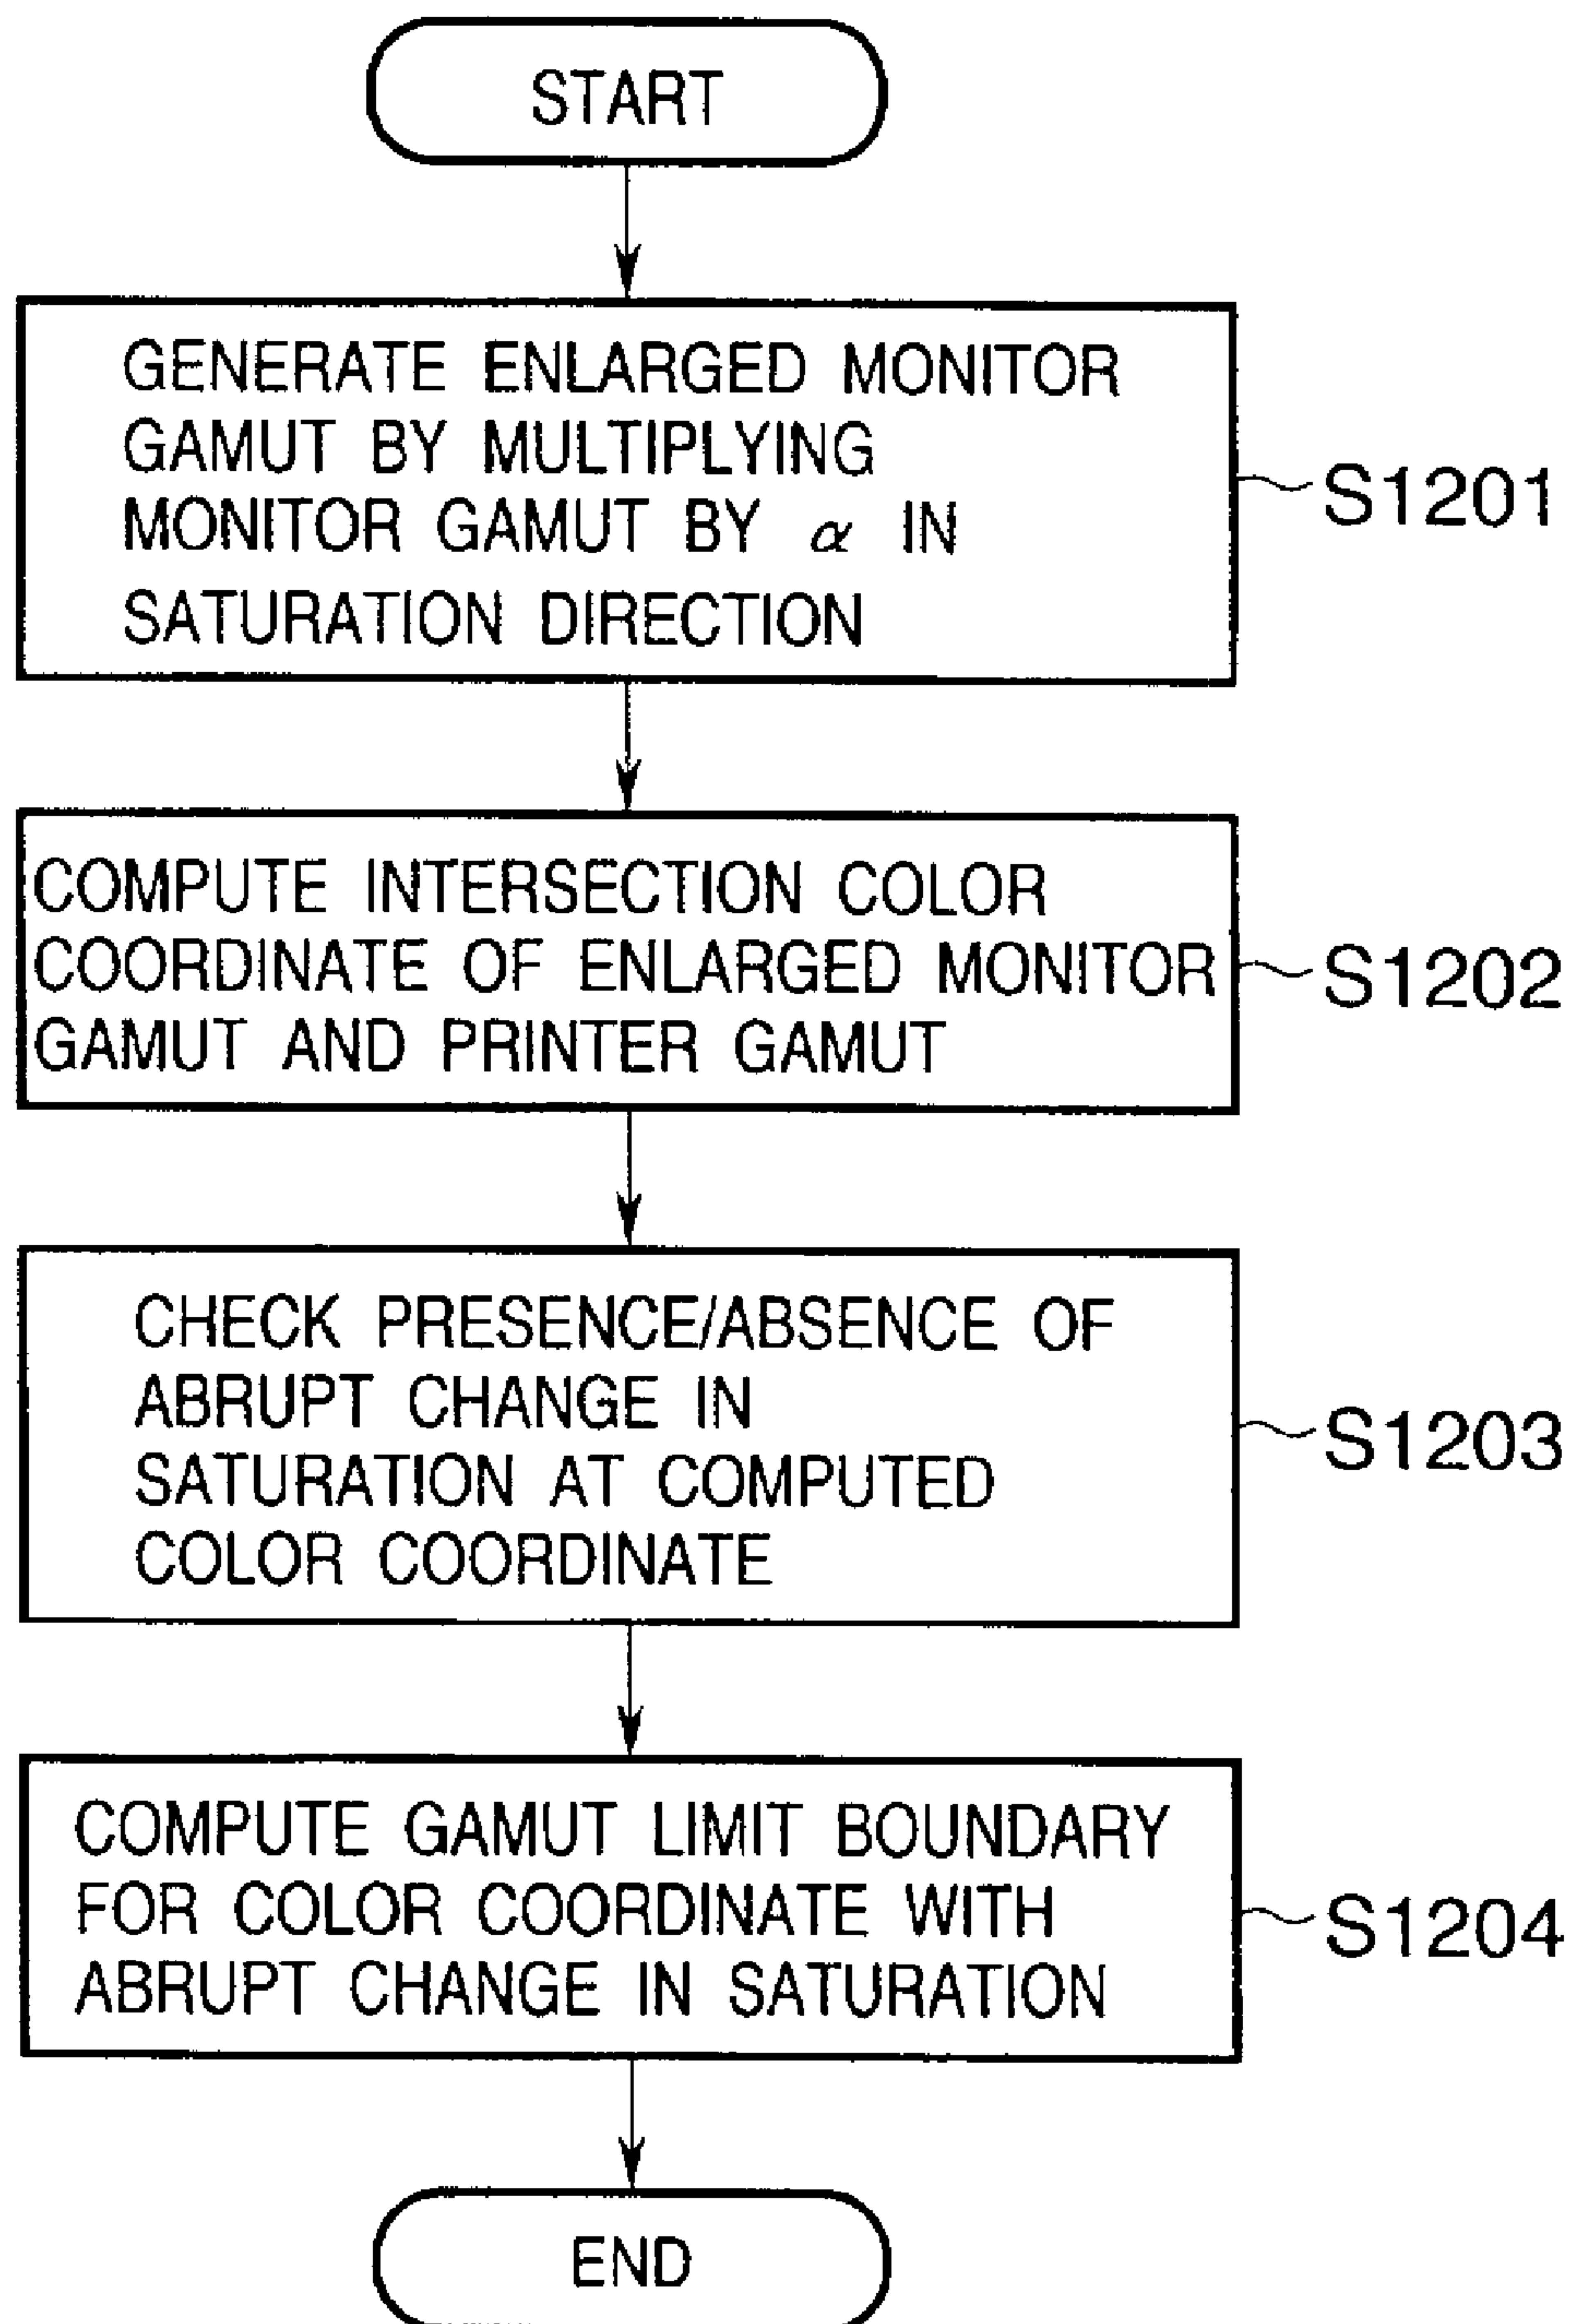 START
GENERATE ENLARGED MONITOR
GAMUT BY MULTIPLYING
MONITOR GAMUT BY α IN
SATURATION DIRECTION
S1201
COMPUTE INTERSECTION COLOR
COORDINATE OF ENLARGED MONITOR
GAMUT AND PRINTER GAMUT
S1202
CHECK PRESENCE/ABSENCE OF
ABRUPT CHANGE IN
SATURATION AT COMPUTED
COLOR COORDINATE
S1203
COMPUTE GAMUT LIMIT BOUNDARY
FOR COLOR COORDINATE WITH
ABRUPT CHANGE IN SATURATION
S1204
END